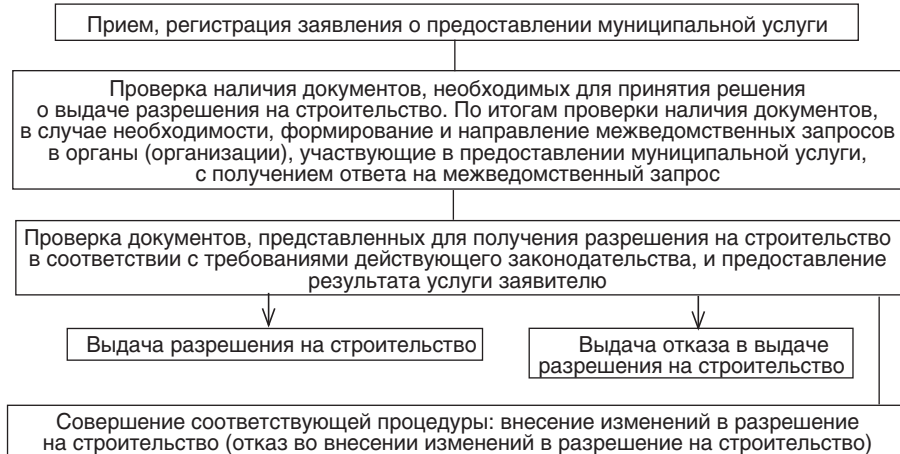 Прием, регистрация заявления о предоставлении муниципальной услуги
Проверка наличия документов, необходимых для принятия решения
о выдаче разрешения на строительство. По итогам проверки наличия документов,
в случае необходимости, формирование и направление межведомственных запросов
в органы (организации), участвующие в предоставлении муниципальной услуги,
с получением ответа на межведомственный запрос
Проверка документов, представленных для получения разрешения на строительство
в соответствии с требованиями действующего законодательства, и предоставление
результата услуги заявителю
Выдача разрешения на строительство
Выдача отказа в выдаче
разрешения на строительство
Совершение соответствующей процедуры: внесение изменений в разрешение
на строительство (отказ во внесении изменений в разрешение на строительство)